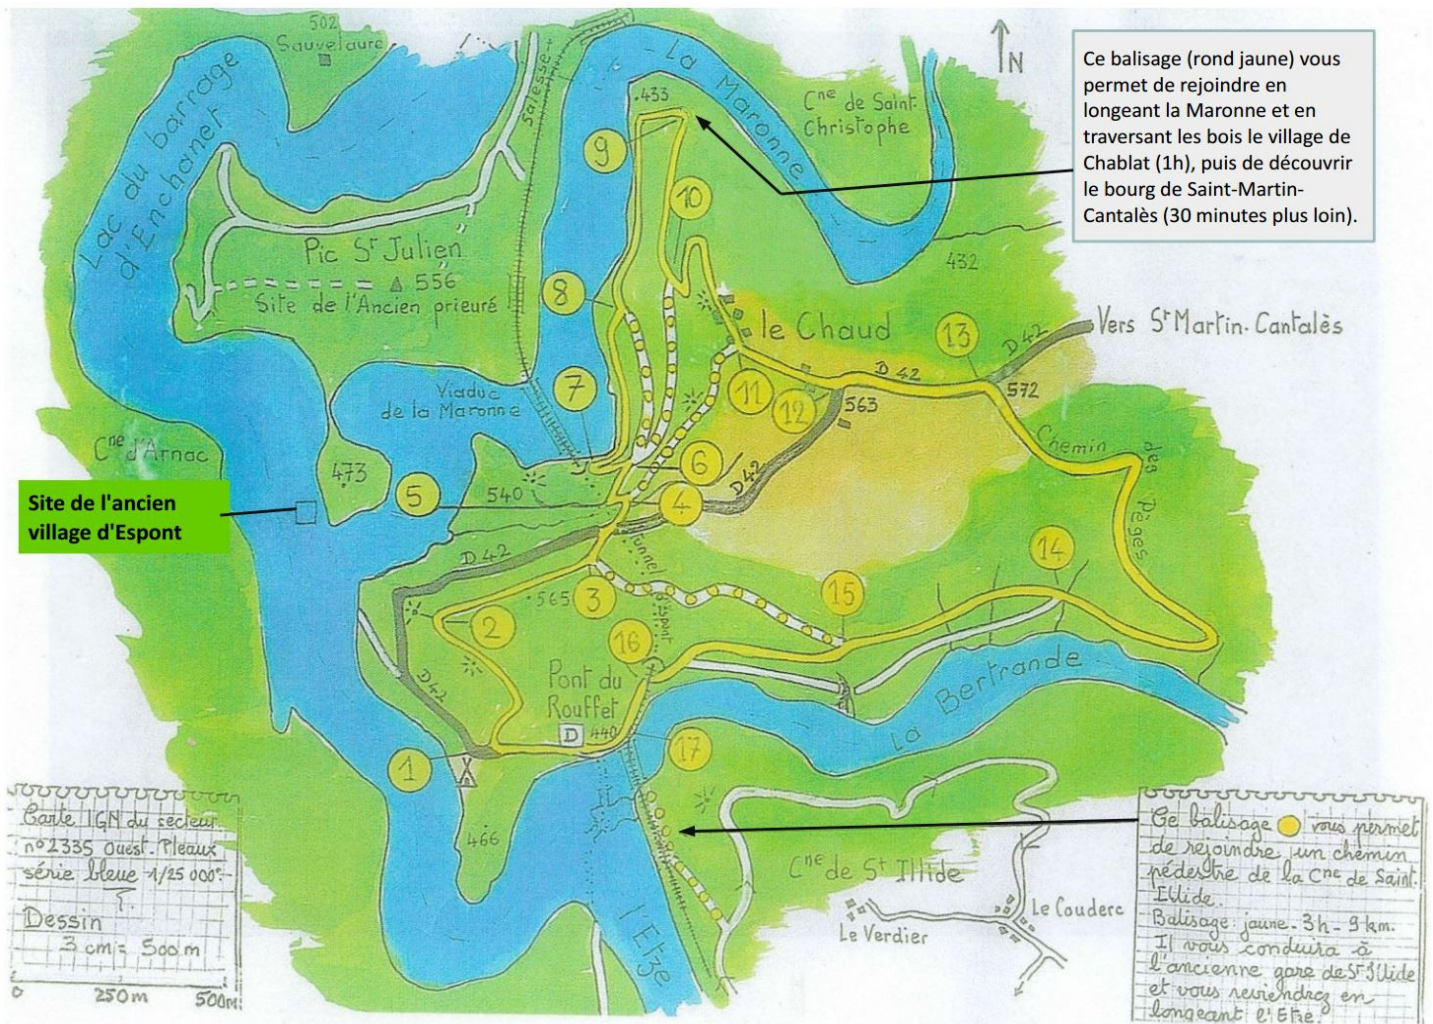 502
Sauvelaure
Lac du barrage
d'Enchanet
Salesse
La Maronne
.433
N
Cne de Saint.
Christophe
Ce balisage (rond jaune) vous
permet de rejoindre en
longeant la Maronne et en
traversant les bois le village de
Chablat (1h), puis de découvrir
le bourg de Saint-Martin-
Cantalès (30 minutes plus loin).
9
10
Pic St Julien
556
Site de l'Ancien prieuré
432
8
le Chaud
13
D 42
Vers St Martin-Cantalès
7
Viaduc
de la Maronne
11
12
D 42
563
572
Chemin
des
Pèges
Cne d'Arnac
473
5
540
6
4
D42
Site de l'ancien
village d'Espont
D 42
Tunnel
14
2
565
3
15
16
D42
Pont du
Rouffet
D
440
La Bertrande
1
17
466
Cne de St Illide
Le Couderc
Le Verdier
l'Etze
Carte IGN du secteur
n°2335 Ouest. Pleaux
série bleue 1/25 000e
Dessin
3 cm = 500 m
0 250m 500m
Ce balisage vous permet
de rejoindre un chemin
pédestre de la Cne de Saint.
Illide.
Balisage: jaune. 3h - 9 km.
Il vous conduira à
l'ancienne gare de St Illide
et vous reviendrez en
longeant l'Etze.